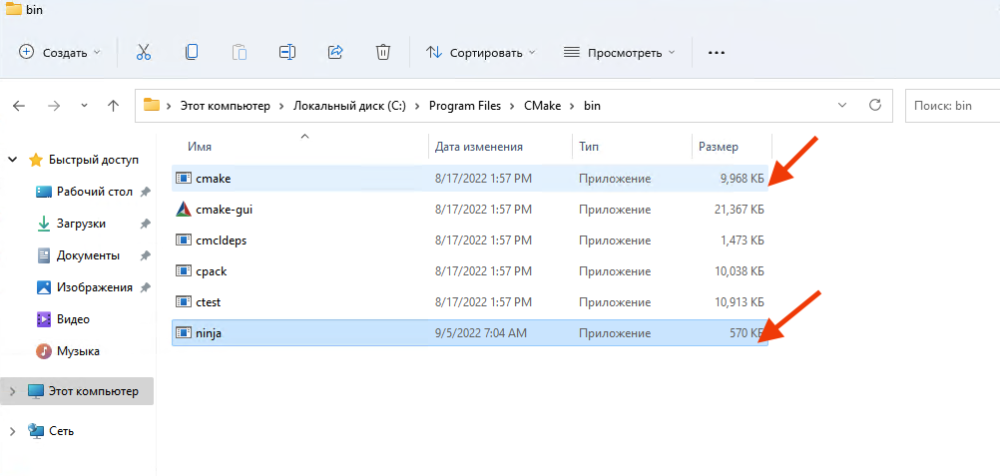 bin
Создать Сортировать Просмотреть
Этот компьютер Локальный диск (C:) Program Files CMake bin Поиск: bin
Имя Дата изменения Тип Размер
Быстрый доступ
Рабочий стол
Загрузки
Документы
Изображения
Видео
Музыка
Этот компьютер
Сеть
cmake 8/17/2022 1:57 PM Приложение 9,968 КБ
cmake-gui 8/17/2022 1:57 PM Приложение 21,367 КБ
cmcldeps 8/17/2022 1:57 PM Приложение 1,473 КБ
cpack 8/17/2022 1:57 PM Приложение 10,038 КБ
ctest 8/17/2022 1:57 PM Приложение 10,913 КБ
ninja 9/5/2022 7:04 AM Приложение 570 КБ